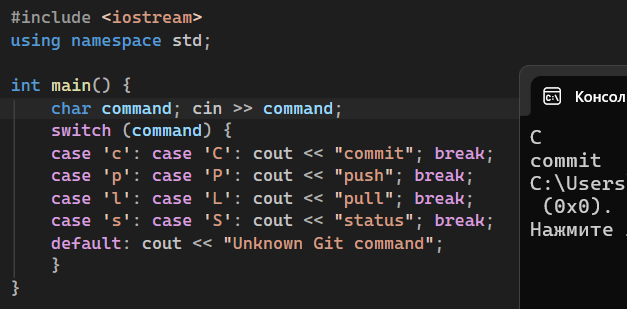 #include <iostream>
using namespace std;
int main() {
char command; cin >> command;
switch (command) {
case 'c': case 'C': cout << "commit"; break;
case 'p': case 'P': cout << "push"; break;
case 'l': case 'L': cout << "pull"; break;
case 's': case 'S': cout << "status"; break;
default: cout << "Unknown Git command";
}
}
Консол
C
commit
C:\Users
(0x0).
Нажмите